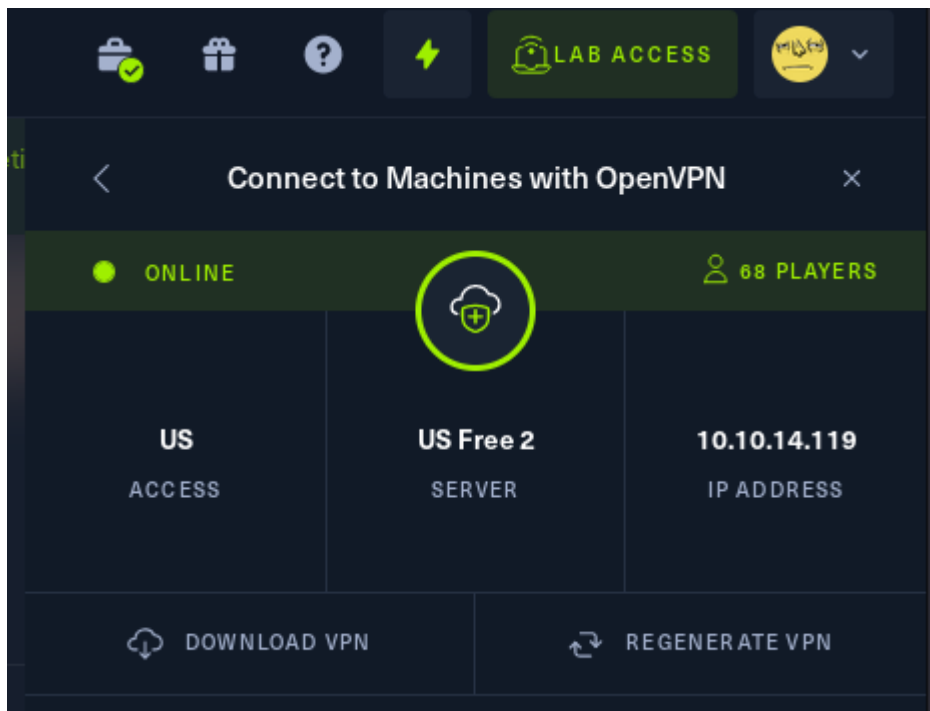 LAB ACCESS
eti
Connect to Machines with OpenVPN
ONLINE
68 PLAYERS
US
ACCESS
US Free 2
SERVER
10.10.14.119
IP ADDRESS
DOWNLOAD VPN
REGENERATE VPN